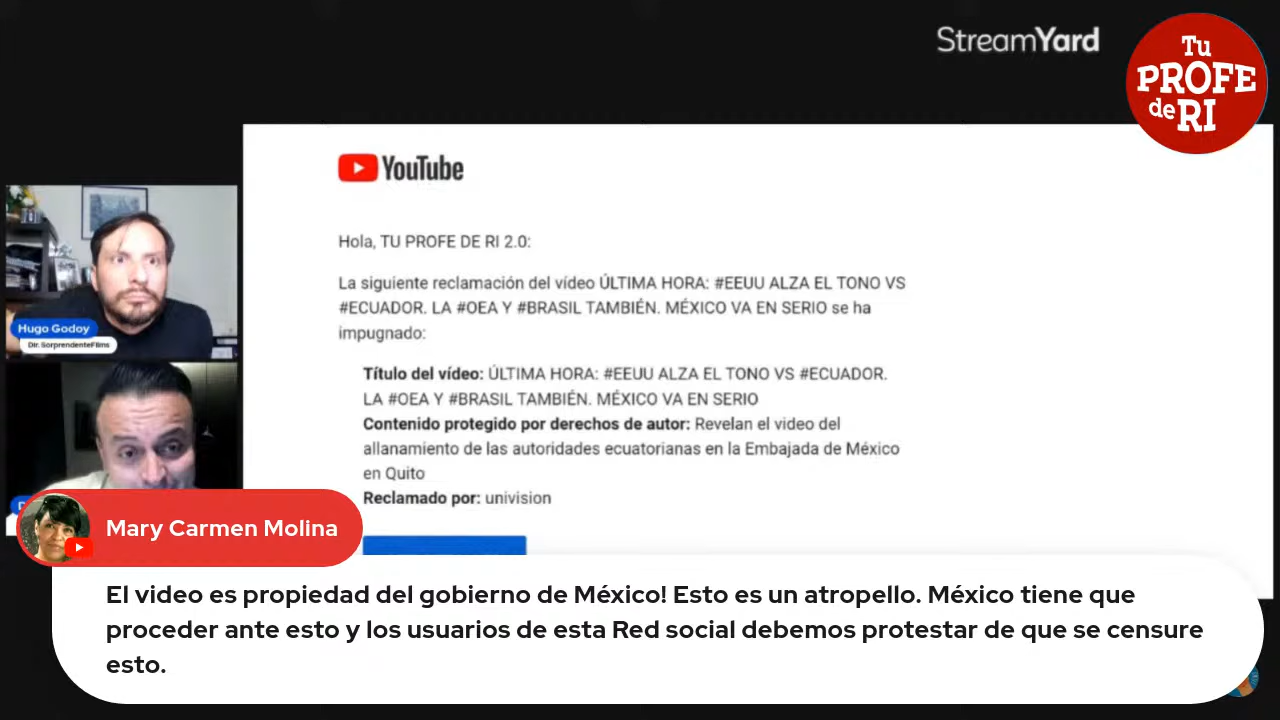 StreamYard
Tu
PROFE
de RI
YouTube
Hola, TU PROFE DE RI 2.0:
La siguiente reclamación del vídeo ÚLTIMA HORA: #EEUU ALZA EL TONO VS
#ECUADOR. LA #OEA Y #BRASIL TAMBIÉN. MÉXICO VA EN SERIO se ha
impugnado:
Título del vídeo: ÚLTIMA HORA: #EEUU ALZA EL TONO VS #ECUADOR.
LA #OEA Y #BRASIL TAMBIÉN. MÉXICO VA EN SERIO
Contenido protegido por derechos de autor: Revelan el video del
allanamiento de las autoridades ecuatorianas en la Embajada de México
en Quito
Reclamado por: univision
Hugo Godoy
Dir. SorprendenteFilms
Mary Carmen Molina
El video es propiedad del gobierno de México! Esto es un atropello. México tiene que
proceder ante esto y los usuarios de esta Red social debemos protestar de que se censure
esto.